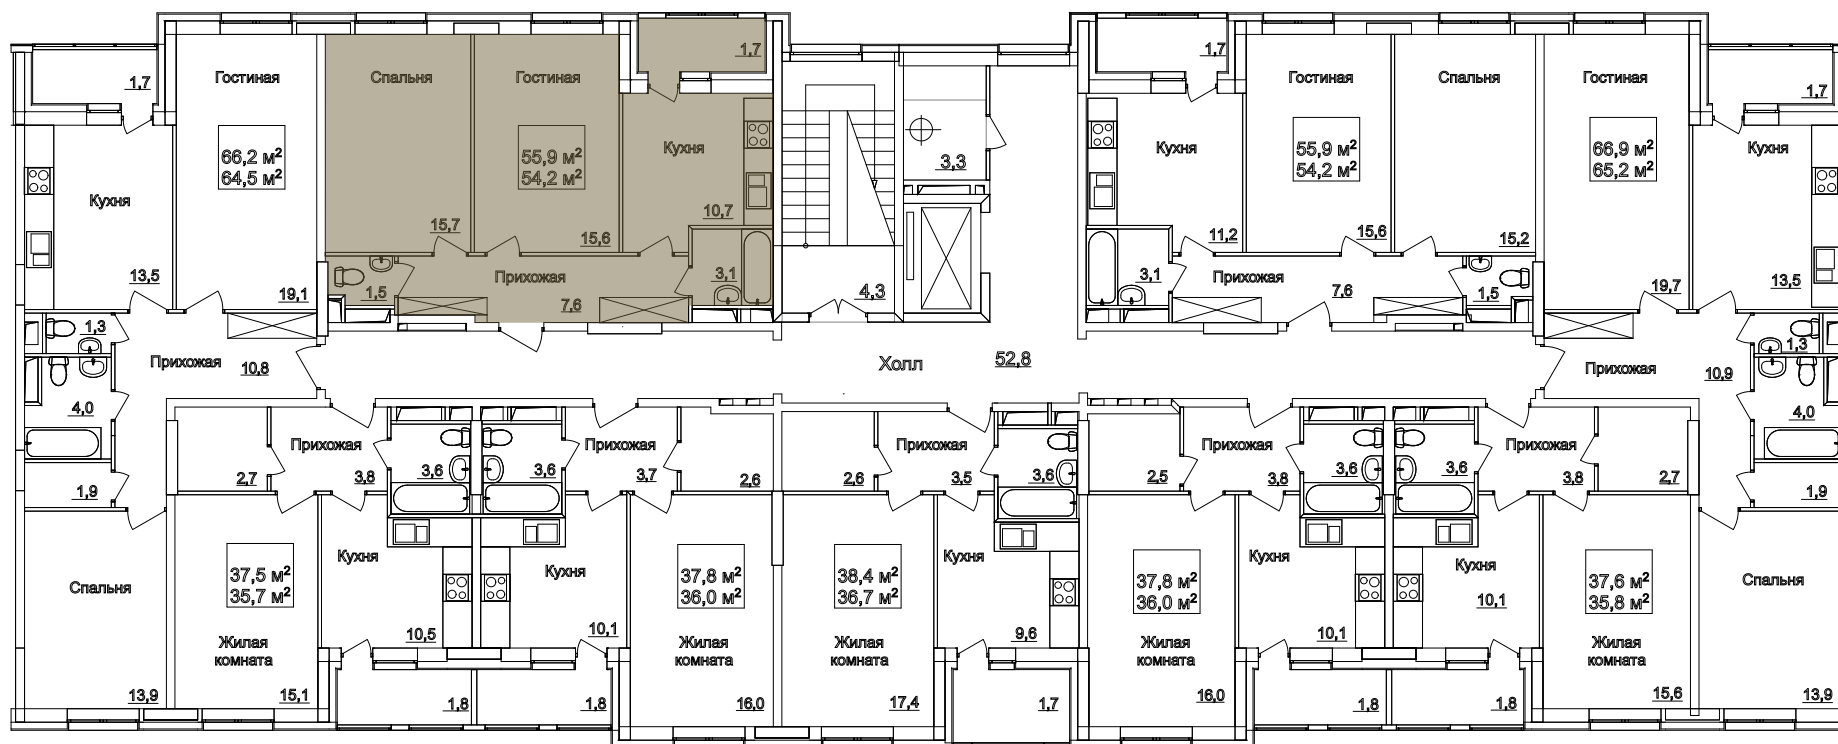 1,7
1,7
1,7
Гостиная
Спальня
Гостиная
Гостиная
Спальня
Гостиная
1,7
66,2 м²
64,5 м²
55,9 м²
54,2 м²
Кухня
3,3
Кухня
55,9 м²
54,2 м²
66,9 м²
65,2 м²
Кухня
Кухня
15,7
15,6
10,7
11,2
15,6
15,2
13,5
19,1
1,5
Прихожая
7,6
3,1
4,3
3,1
Прихожая
7,6
1,5
19,7
13,5
1,3
Прихожая
10,8
Холл
52,8
Прихожая
10,9
1,3
4,0
4,0
2,7
Прихожая
3,8
3,6
3,6
Прихожая
3,7
2,6
2,6
Прихожая
3,5
3,6
2,5
Прихожая
3,8
3,6
3,6
Прихожая
3,8
2,7
1,9
1,9
Спальня
37,5 м²
35,7 м²
Кухня
Кухня
37,8 м²
36,0 м²
38,4 м²
36,7 м²
Кухня
37,8 м²
36,0 м²
Кухня
Кухня
37,6 м²
35,8 м²
Спальня
10,5
10,1
9,6
10,1
10,1
Жилая
комната
Жилая
комната
Жилая
комната
Жилая
комната
Жилая
комната
13,9
15,1
1,8
1,8
16,0
17,4
1,7
16,0
1,8
1,8
15,6
13,9